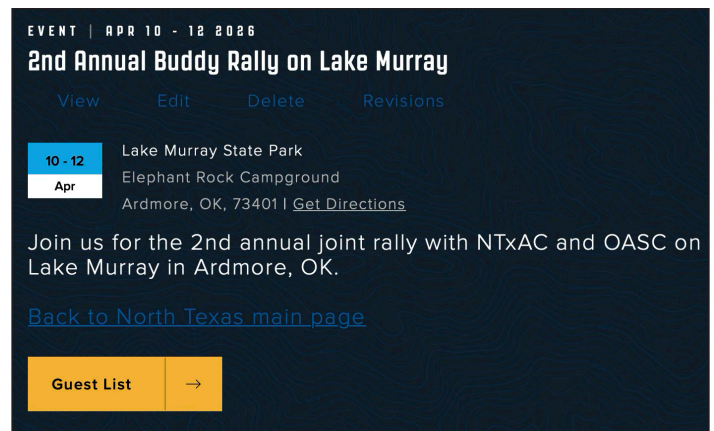 EVENT | APR 10 - 12 2026
2nd Annual Buddy Rally on Lake Murray
View Edit Delete Revisions
10 - 12
Apr
Lake Murray State Park
Elephant Rock Campground
Ardmore, OK, 73401 | Get Directions
Join us for the 2nd annual joint rally with NTxAC and OASC on
Lake Murray in Ardmore, OK.
Back to North Texas main page
Guest List →